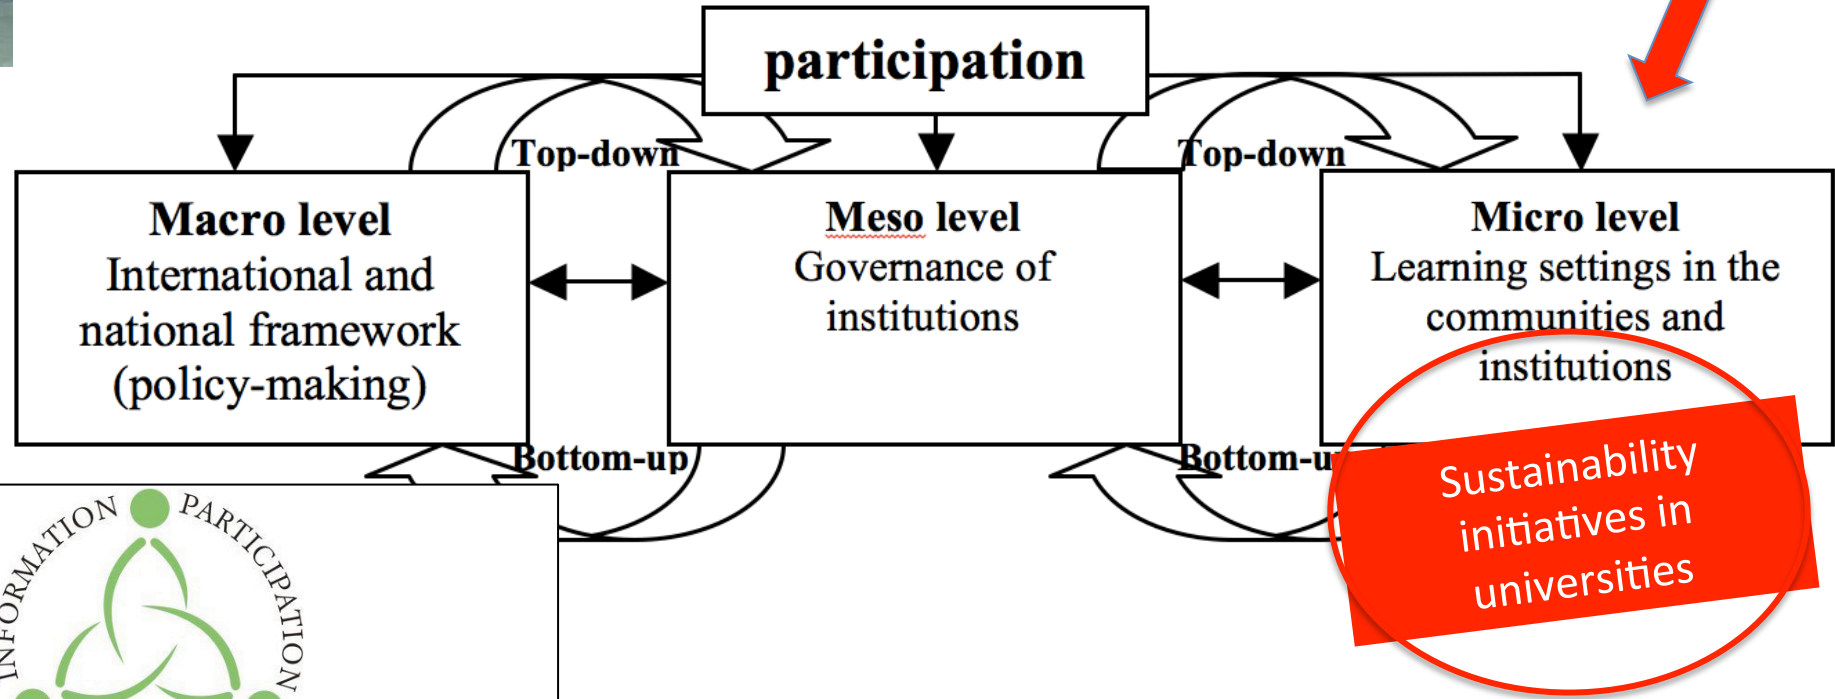 participation
Top-down
Top-down
Macro level
International and
national framework
(policy-making)
Meso level
Governance of
institutions
Micro level
Learning settings in the
communities and
institutions
Bottom-up
Bottom-u
Sustainability
initiatives in
universities
INFORMATION
PARTICIPATION